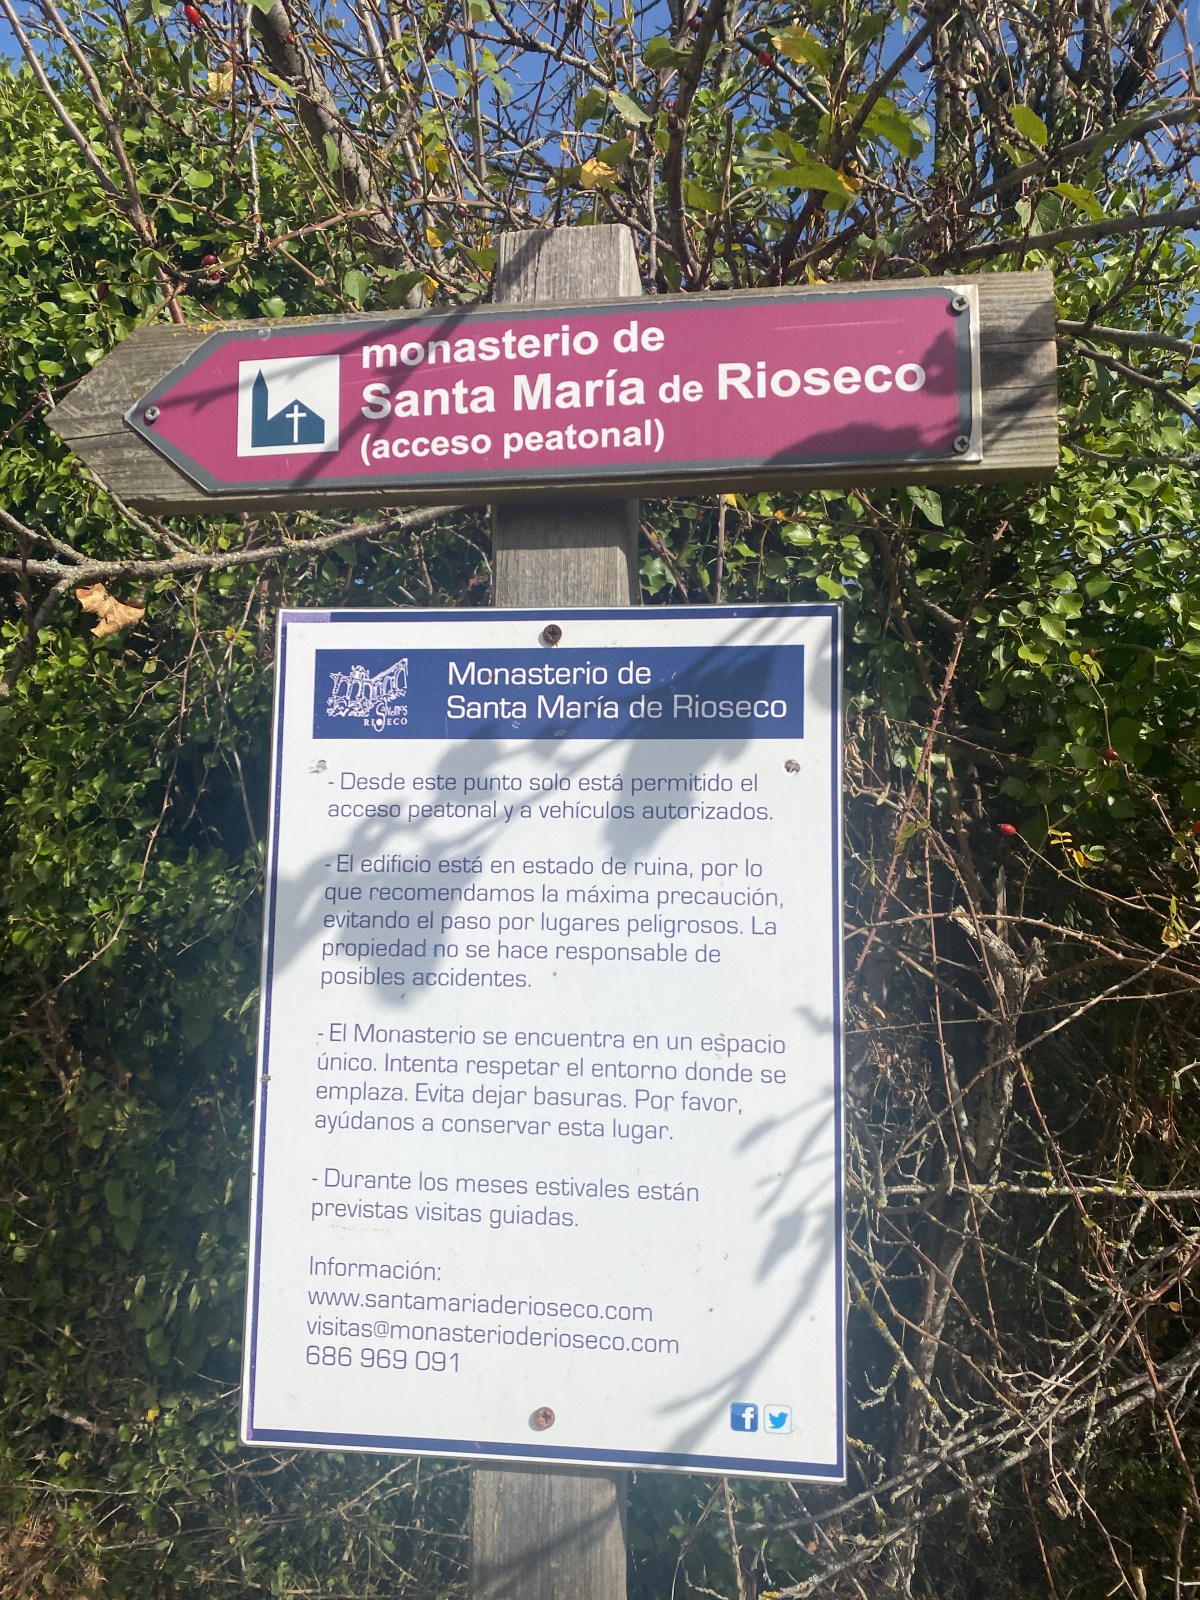 monasterio de
Santa María de Rioseco
(acceso peatonal)
RIOSECO
Monasterio de
Santa María de Rioseco
- Desde este punto solo está permitido el
acceso peatonal y a vehículos autorizados.
- El edificio está en estado de ruina, por lo
que recomendamos la máxima precaución,
evitando el paso por lugares peligrosos. La
propiedad no se hace responsable de
posibles accidentes.
- El Monasterio se encuentra en un espacio
único. Intenta respetar el entorno donde se
emplaza. Evita dejar basuras. Por favor,
ayúdanos a conservar esta lugar.
- Durante los meses estivales están
previstas visitas guiadas.
Información:
www.santamariaderioseco.com
visitas@monasterioderioseco.com
686 969 091